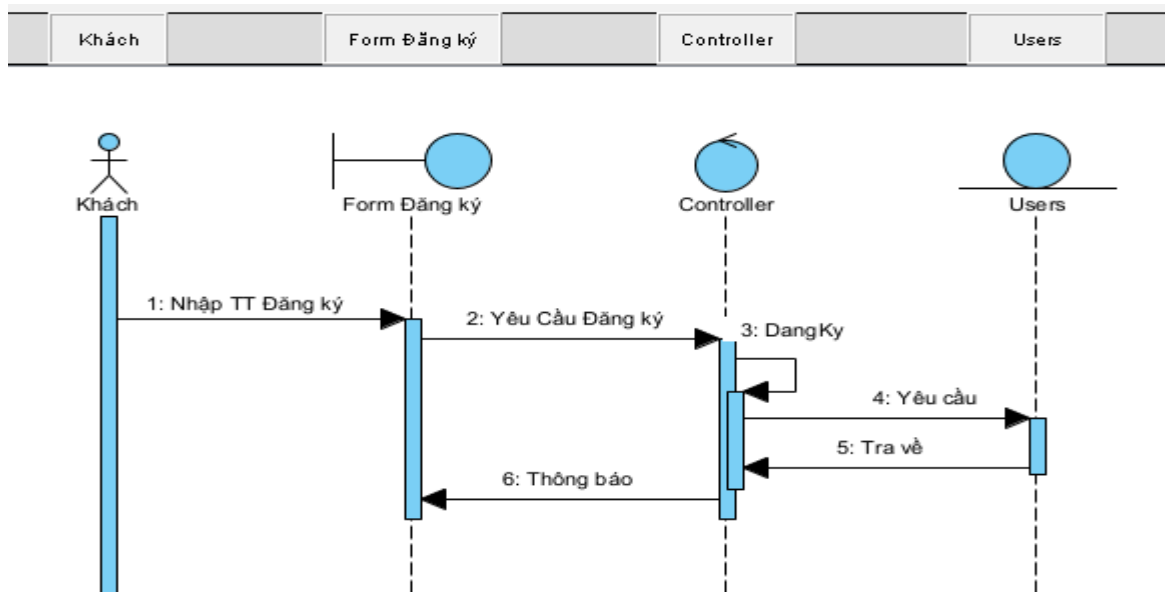 Khách
Form Đăng ký
Controller
Users
Khách
Form Đăng ký
Controller
Users
1: Nhập TT Đăng ký
2: Yêu Cầu Đăng ký
3: DangKy
4: Yêu cầu
5: Tra về
6: Thông báo